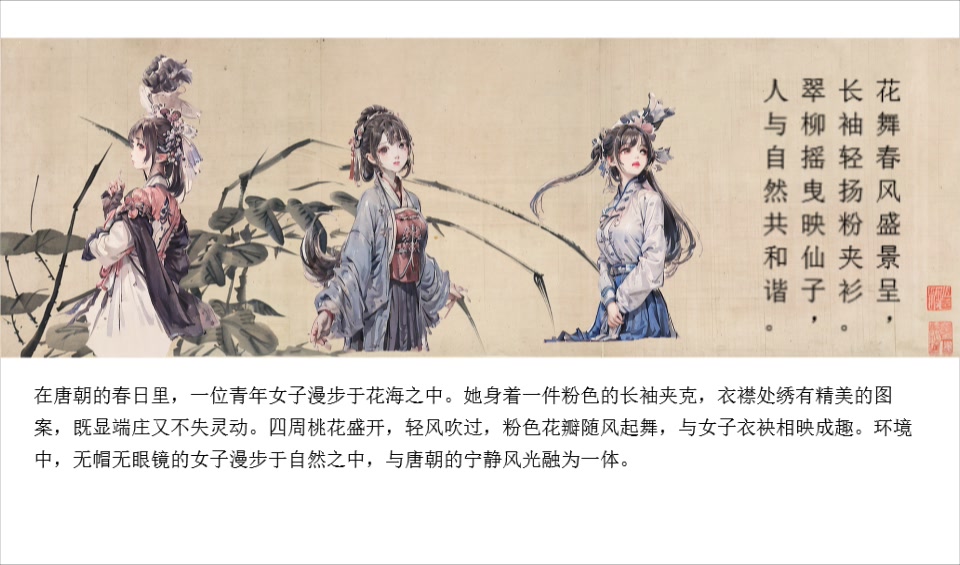 花舞春风盛景呈，
长袖轻扬粉夹衫。
翠柳摇曳映仙子，
人与自然共和谐。
在唐朝的春日里，一位青年女子漫步于花海之中。她身着一件粉色的长袖夹克，衣襟处绣有精美的图
案，既显端庄又不失灵动。四周桃花盛开，轻风吹过，粉色花瓣随风起舞，与女子衣袂相映成趣。环境
中，无帽无眼镜的女子漫步于自然之中，与唐朝的宁静风光融为一体。